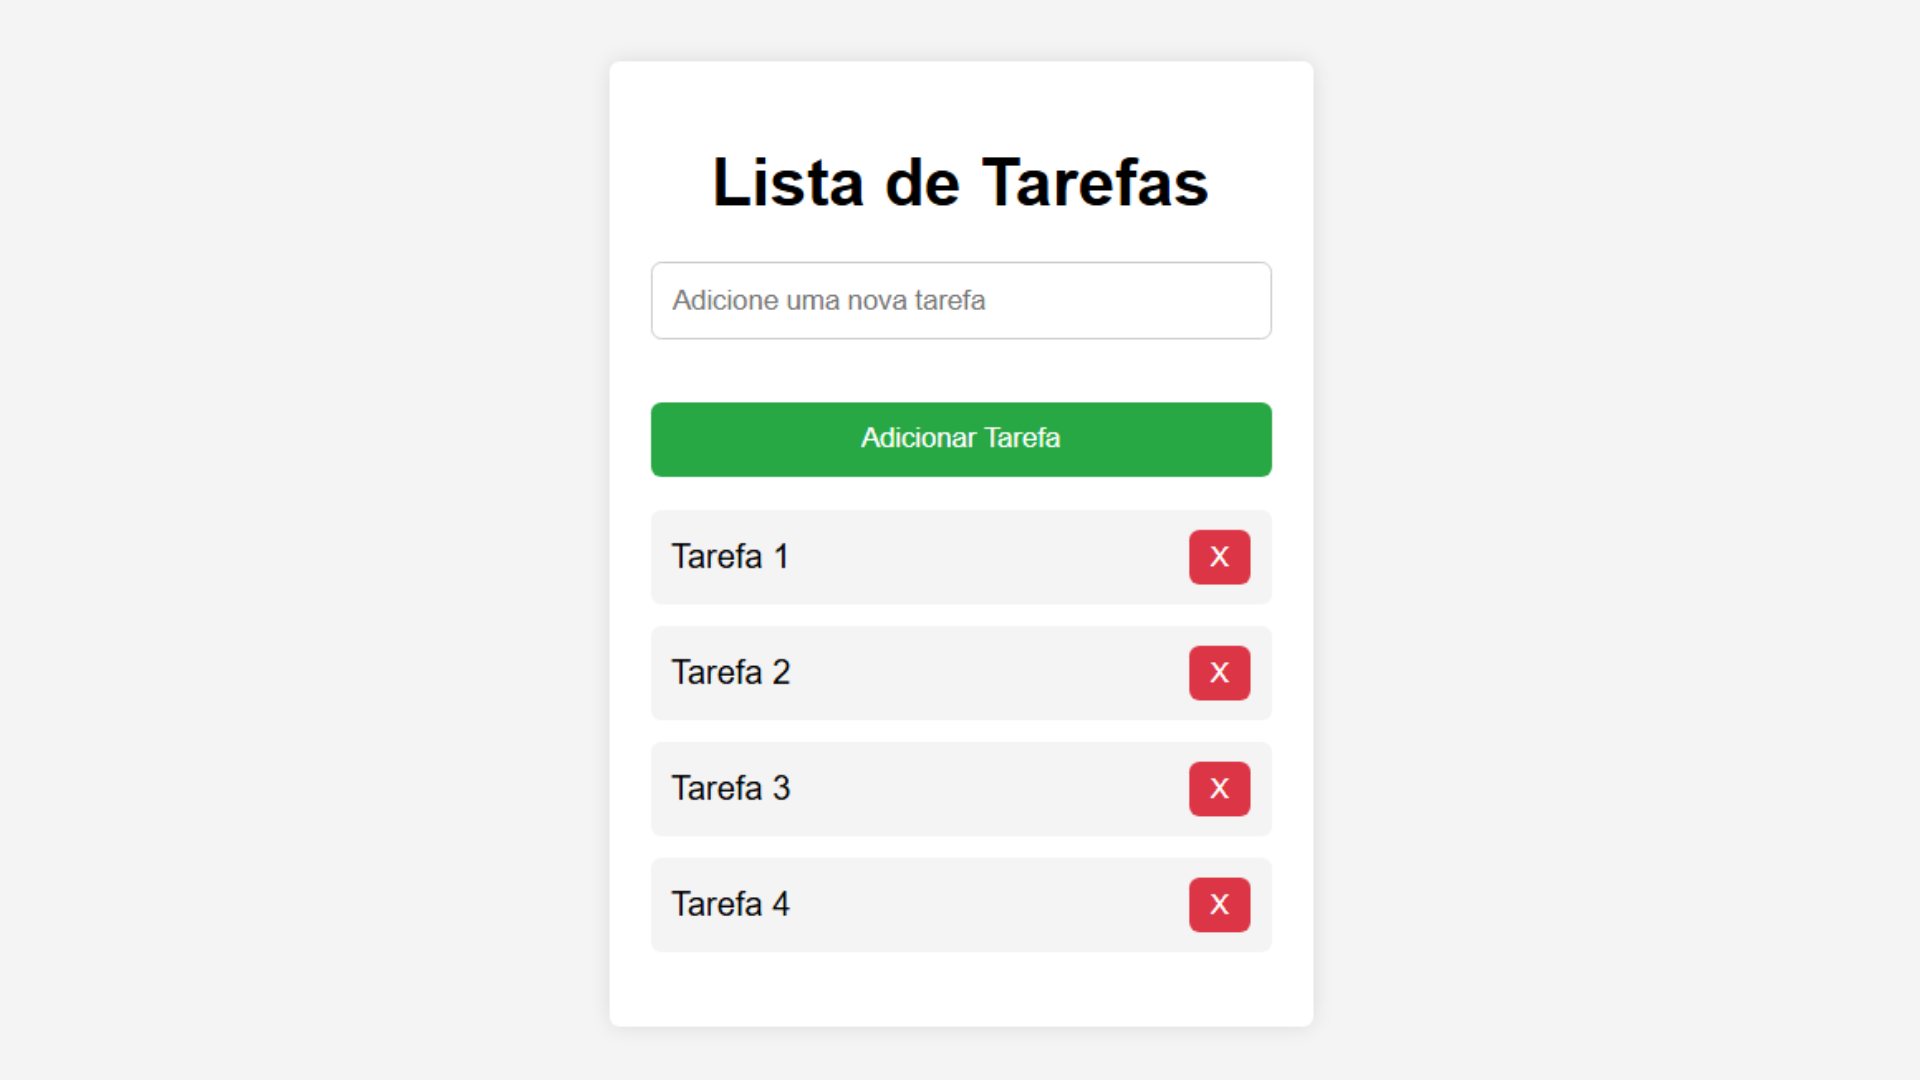 Lista de Tarefas
Adicione uma nova tarefa
Adicionar Tarefa
Tarefa 1 X
Tarefa 2 X
Tarefa 3 X
Tarefa 4 X